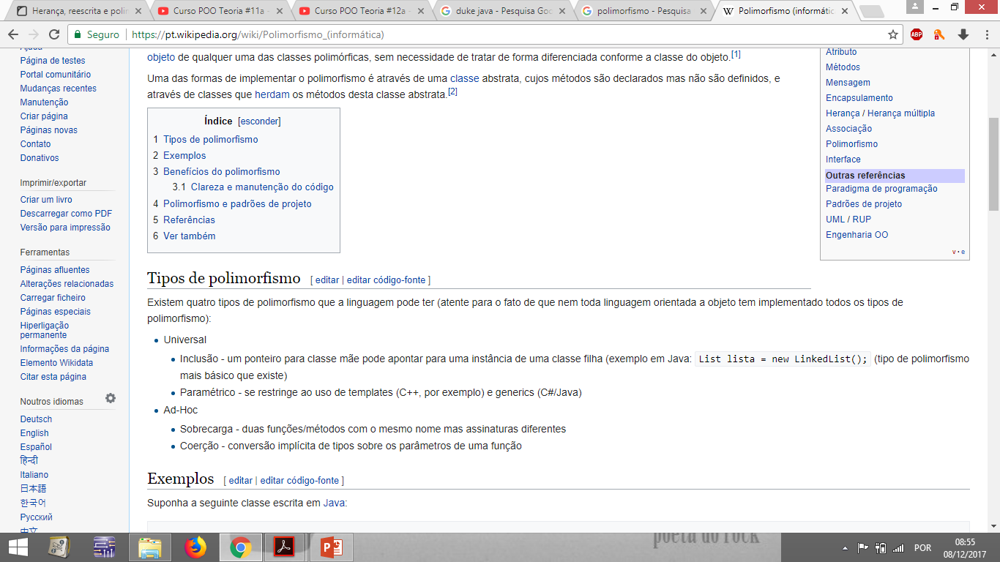 Herança, reescrita e polir
Curso POO Teoria #11a -
Curso POO Teoria #12a -
duke java - Pesquisa Goo
polimorfismo - Pesquisa
Polimorfismo (informátic
Seguro
https://pt.wikipedia.org/wiki/Polimorfismo_(informática)
ABP
Ajuda
Página de testes
Portal comunitário
Mudanças recentes
Manutenção
Criar página
Páginas novas
Contato
Donativos
Imprimir/exportar
Criar um livro
Descarregar como PDF
Versão para impressão
Ferramentas
Páginas afluentes
Alterações relacionadas
Carregar ficheiro
Páginas especiais
Hiperligação
permanente
Informações da página
Elemento Wikidata
Citar esta página
Noutros idiomas
Deutsch
English
Español
हिन्दी
Italiano
日本語
한국어
Русский
中文
objeto de qualquer uma das classes polimórficas, sem necessidade de tratar de forma diferenciada conforme a classe do objeto.[1]
Uma das formas de implementar o polimorfismo é através de uma classe abstrata, cujos métodos são declarados mas não são definidos, e
através de classes que herdam os métodos desta classe abstrata.[2]
Índice [esconder]
1 Tipos de polimorfismo
2 Exemplos
3 Benefícios do polimorfismo
3.1 Clareza e manutenção do código
4 Polimorfismo e padrões de projeto
5 Referências
6 Ver também
Tipos de polimorfismo [ editar | editar código-fonte ]
Existem quatro tipos de polimorfismo que a linguagem pode ter (atente para o fato de que nem toda linguagem orientada a objeto tem implementado todos os tipos de
polimorfismo):
Universal
Inclusão - um ponteiro para classe mãe pode apontar para uma instância de uma classe filha (exemplo em Java: List lista = new LinkedList(); (tipo de polimorfismo
mais básico que existe)
Paramétrico - se restringe ao uso de templates (C++, por exemplo) e generics (C#/Java)
Ad-Hoc
Sobrecarga - duas funções/métodos com o mesmo nome mas assinaturas diferentes
Coerção - conversão implícita de tipos sobre os parâmetros de uma função
Exemplos [ editar | editar código-fonte ]
Suponha a seguinte classe escrita em Java:
Atributo
Métodos
Mensagem
Encapsulamento
Herança / Herança múltipla
Associação
Polimorfismo
Interface
Outras referências
Paradigma de programação
Padrões de projeto
UML / RUP
Engenharia OO
v • e
poeta do rock
POR
08:55
08/12/2017